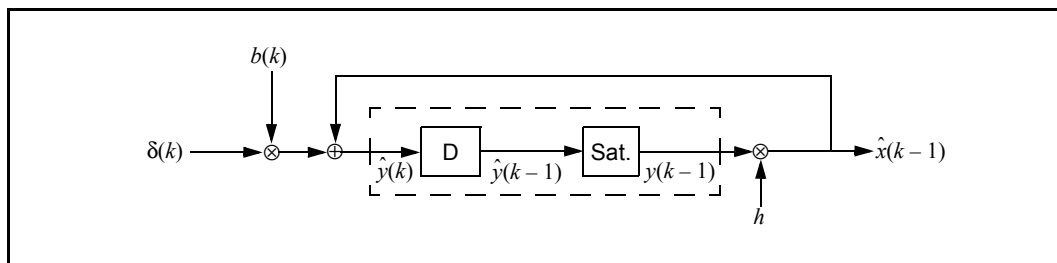 b(k)
δ(k)
⊗
⊕
ŷ(k)
D
ŷ(k – 1)
Sat.
y(k – 1)
⊗
x̂(k – 1)
h